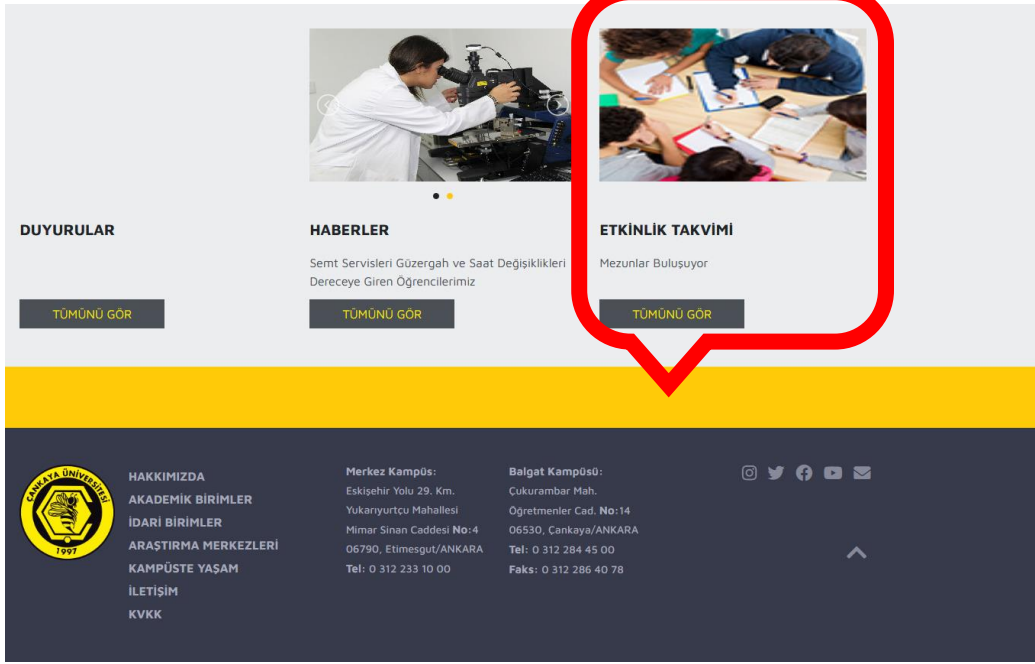 DUYURULAR
TÜMÜNÜ GÖR
HABERLER
Semt Servisleri Güzergah ve Saat Değişiklikleri
Dereceye Giren Öğrencilerimiz
TÜMÜNÜ GÖR
ETKİNLİK TAKVİMİ
Mezunlar Buluşuyor
TÜMÜNÜ GÖR
ÇANKAYA ÜNİVERSİTESİ
1997
HAKKIMIZDA
AKADEMİK BİRİMLER
İDARİ BİRİMLER
ARAŞTIRMA MERKEZLERİ
KAMPÜSTE YAŞAM
İLETİŞİM
KVKK
Merkez Kampüs:
Eskişehir Yolu 29. Km.
Yukarıyurtçu Mahallesi
Mimar Sinan Caddesi No:4
06790, Etimesgut/ANKARA
Tel: 0 312 233 10 00
Balgat Kampüsü:
Çukurambar Mah.
Öğretmenler Cad. No:14
06530, Çankaya/ANKARA
Tel: 0 312 284 45 00
Faks: 0 312 286 40 78